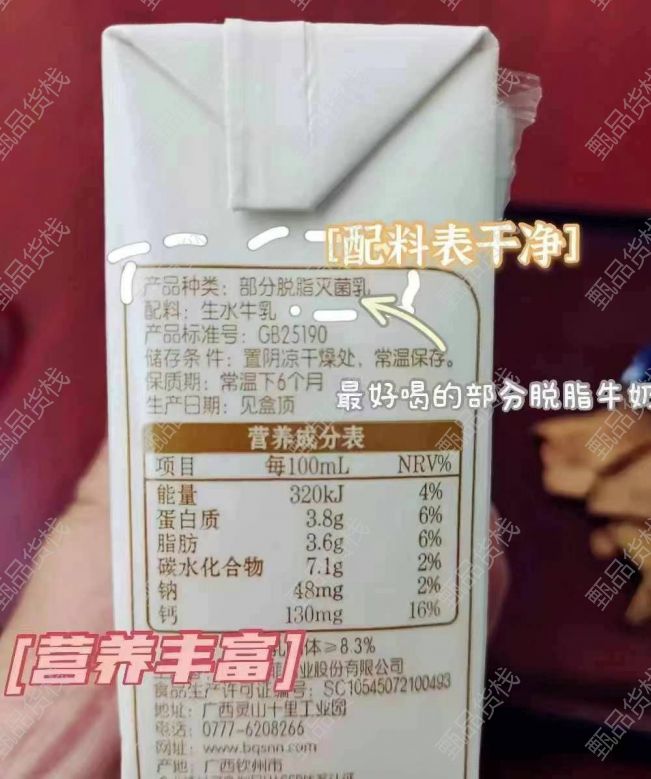 [配料表干净]
产品种类：部分脱脂灭菌乳
配料：生水牛乳
产品标准号：GB25190
储存条件：置阴凉干燥处，常温保存。
保质期：常温下6个月
最好喝的部分脱脂牛奶
生产日期：见盒顶
营养成分表
项目 每100mL NRV%
能量 320kJ 4%
蛋白质 3.8g 6%
脂肪 3.6g 6%
碳水化合物 7.1g 2%
钠 48mg 2%
钙 130mg 16%
[营养丰富]
体≥8.3%
业股份有限公司
食品生产许可证编号：SC10545072100493
地址：广西灵山十里工业园
电话：0777-6208266
网址：www.bqsnn.com
产地：广西钦州市
甄品货栈